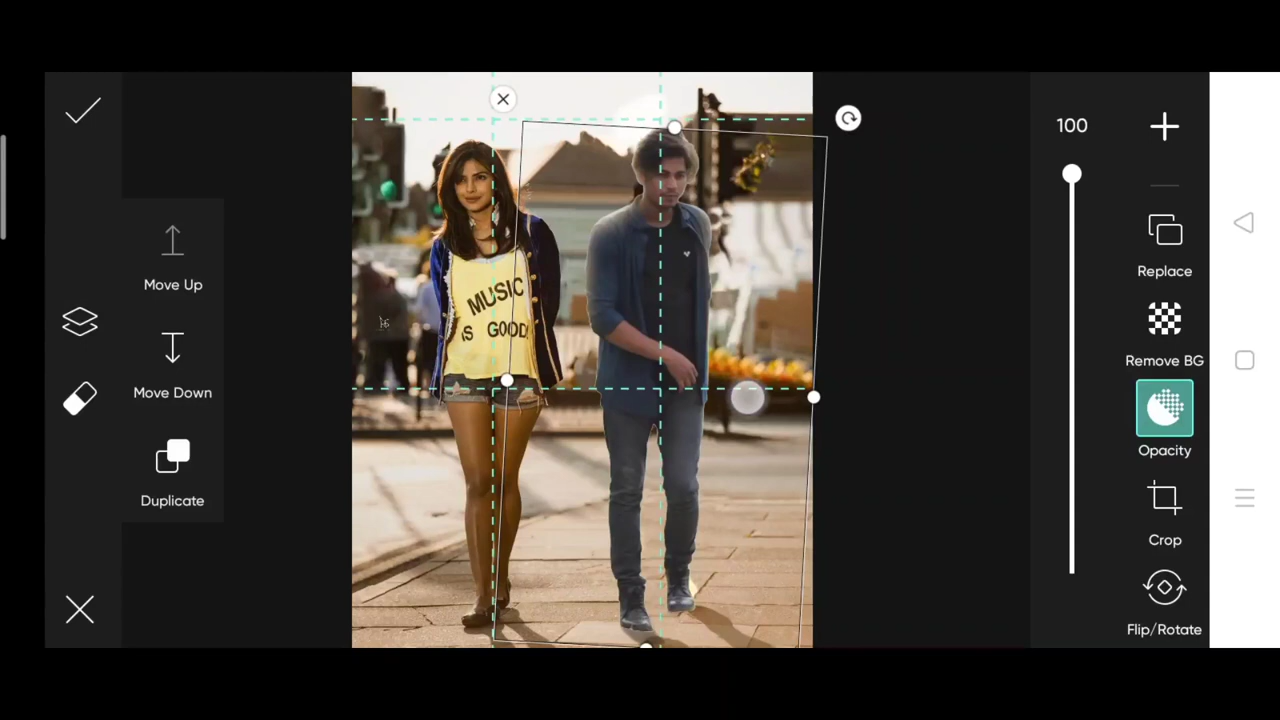 100
Move Up
Move Down
Duplicate
Replace
Remove BG
Opacity
Crop
Flip/Rotate
MUSIC
IS GOOD